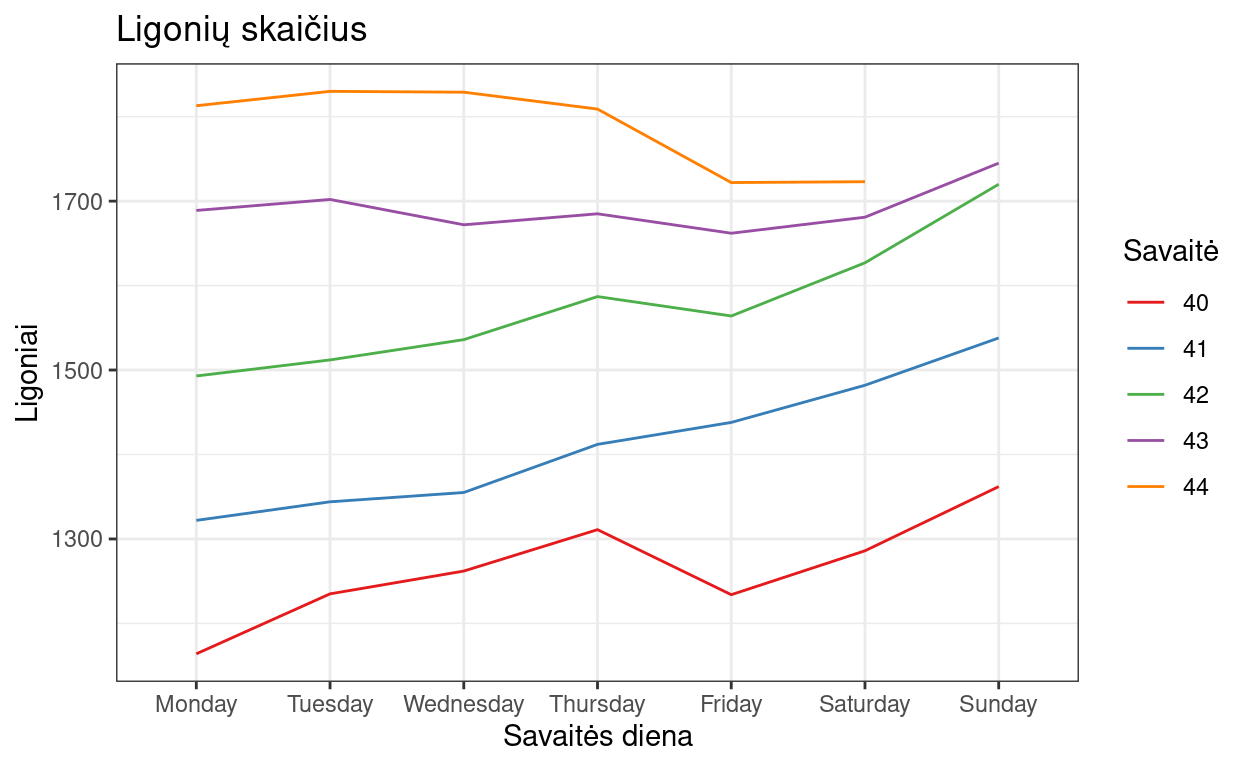 Ligonių skaičius
Ligoniai
1700
1500
1300
Monday Tuesday Wednesday Thursday Friday Saturday Sunday
Savaitės diena
Savaitė
40
41
42
43
44